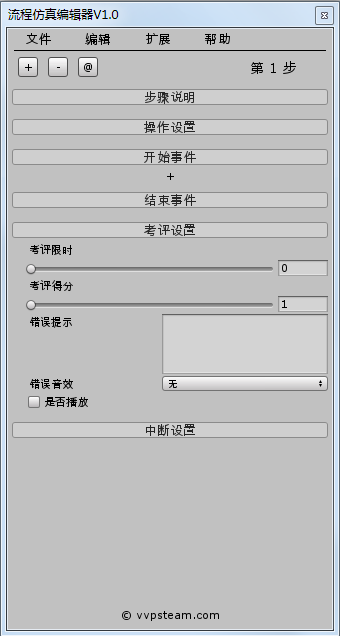 流程仿真编辑器V1.0
文件 编辑 扩展 帮助
+ - @ 第 1 步
步骤说明
操作设置
开始事件
+
结束事件
考评设置
考评限时
0
考评得分
1
错误提示
错误音效 无
是否播放
中断设置
© vvpsteam.com